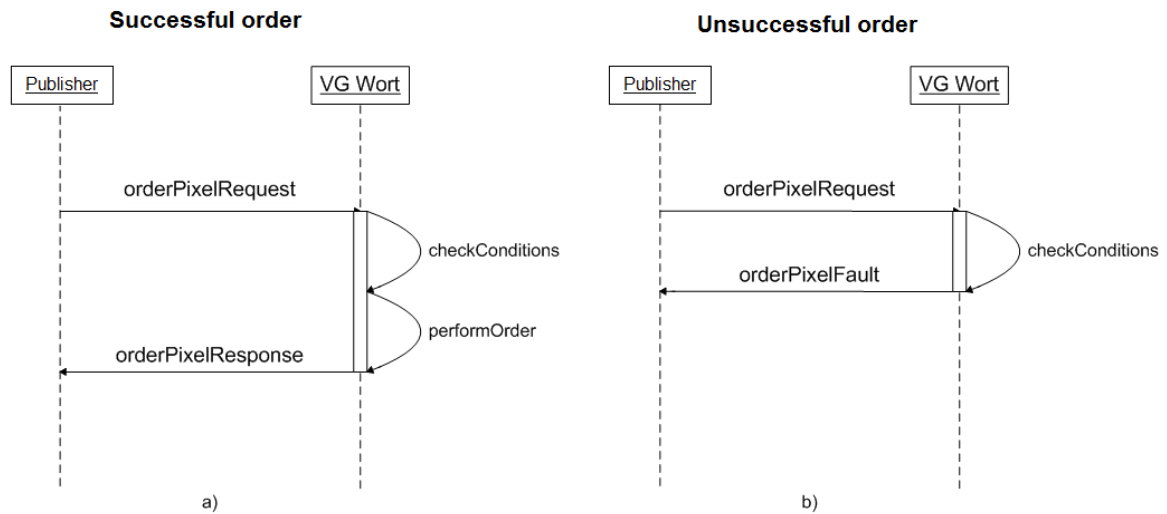 Successful order
Publisher
VG Wort
orderPixelRequest
checkConditions
performOrder
orderPixelResponse
a)
Unsuccessful order
Publisher
VG Wort
orderPixelRequest
checkConditions
orderPixelFault
b)